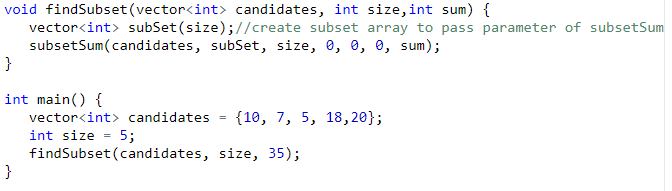 void findSubset(vector<int> candidates, int size,int sum) {
vector<int> subSet(size);//create subset array to pass parameter of subsetSum
subsetSum(candidates, subSet, size, 0, 0, 0, sum);
}
int main() {
vector<int> candidates = {10, 7, 5, 18,20};
int size = 5;
findSubset(candidates, size, 35);
}